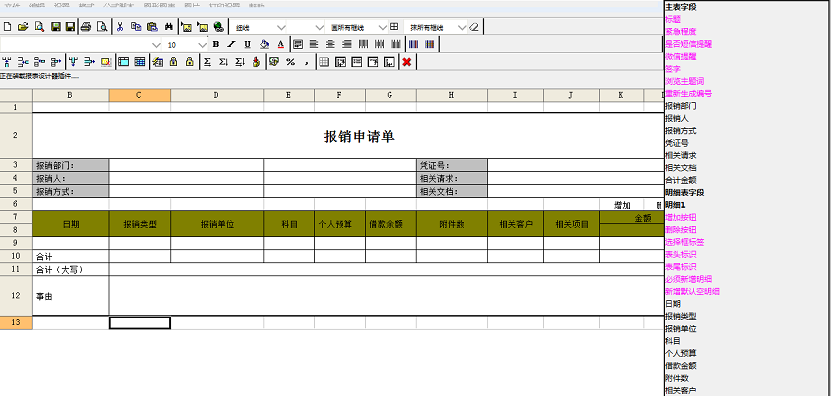 细线
画所有框线
抹所有框线
10
B I U A
正在装载报表设计器插件....
B C D E F G H I J K
1
2 报销申请单
3 报销部门： 凭证号：
4 报销人： 相关请求：
5 报销方式： 相关文档：
6 增加
7 日期 报销类型 报销单位 科目 个人预算 借款余额 附件数 相关客户 相关项目 金额
8
9
10 合计
11 合计（大写）
12 事由
13
主表字段
标题
紧急程度
是否短信提醒
微信提醒
签字
浏览主题词
重新生成编号
报销部门
报销人
报销方式
凭证号
相关请求
相关文档
合计金额
明细表字段
明细1
增加按钮
删除按钮
选择框标签
表头标识
表尾标识
必须新增明细
新增默认空明细
日期
报销类型
报销单位
科目
个人预算
借款余额
附件数
相关客户